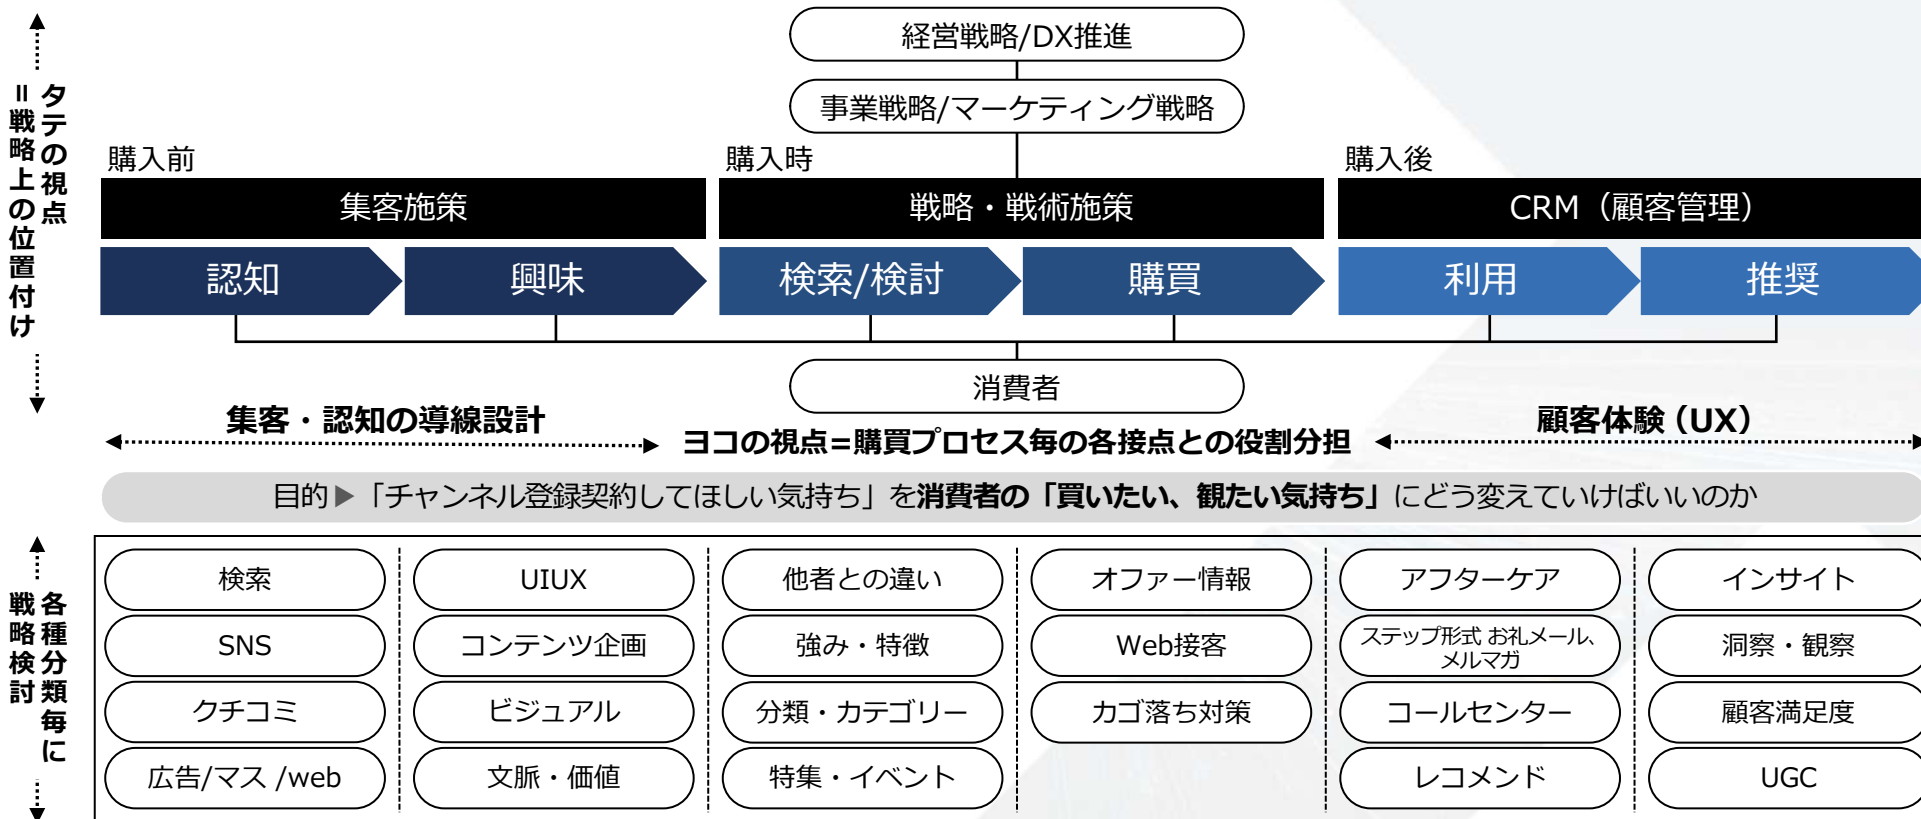 経営戦略/DX推進
事業戦略/マーケティング戦略
タテの視点
=戦略上の位置付け
購入前
購入時
購入後
集客施策
戦略・戦術施策
CRM（顧客管理）
認知
興味
検索/検討
購買
利用
推奨
消費者
集客・認知の導線設計
ヨコの視点=購買プロセス毎の各接点との役割分担
顧客体験（UX）
目的▶「チャンネル登録契約してほしい気持ち」を消費者の「買いたい、観たい気持ち」にどう変えていけばいいのか
各種分類毎に
戦略検討
検索
SNS
クチコミ
広告/マス /web
UIUX
コンテンツ企画
ビジュアル
文脈・価値
他者との違い
強み・特徴
分類・カテゴリー
特集・イベント
オファー情報
Web接客
カゴ落ち対策
アフターケア
ステップ形式 お礼メール、
メルマガ
コールセンター
レコメンド
インサイト
洞察・観察
顧客満足度
UGC